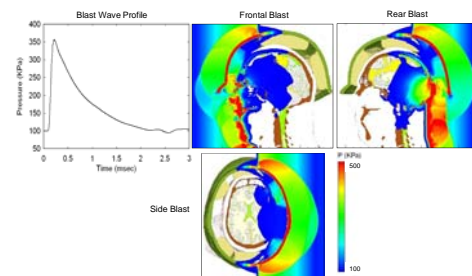 Blast Wave Profile
Frontal Blast
Rear Blast
Pressure (KPa)
400
350
300
250
200
150
100
50
0
0 0.5 1 1.5 2 2.5 3
Time (msec)
Side Blast
P (KPa)
500
100